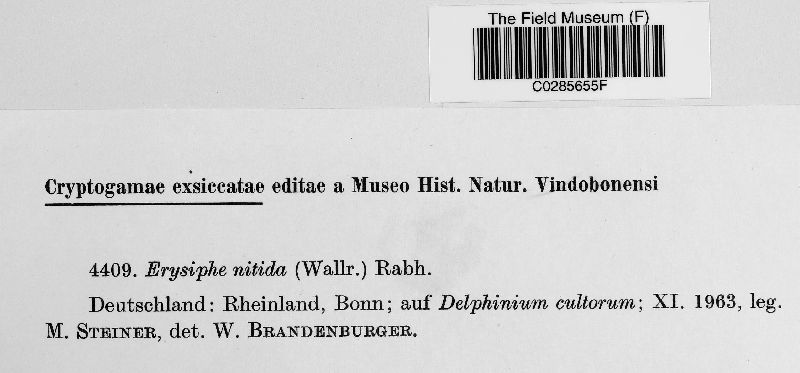 The Field Museum (F)
C0285655F
Cryptogamae exsiccatae editae a Museo Hist. Natur. Vindobonensi
4409. Erysiphe nitida (Wallr.) Rabh.
Deutschland: Rheinland, Bonn; auf Delphinium cultorum; XI. 1963, leg.
M. STEINER, det. W. BRANDENBURGER.